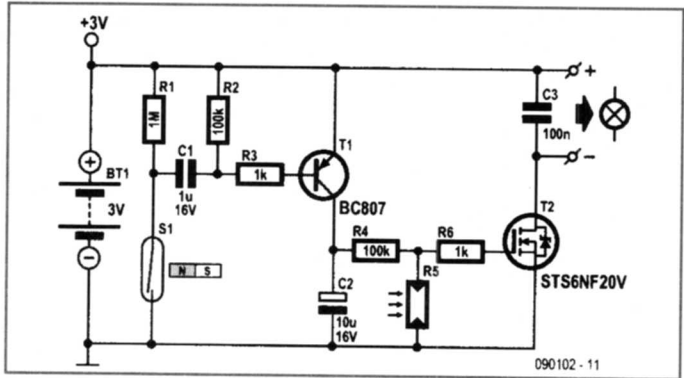 +3V
R1
1M
R2
100k
C1
1u
16V
R3
1k
T1
BC807
BT1
3V
S1
N S
C2
10u
16V
R4
100k
R5
R6
1k
C3
100n
+
−
T2
STS6NF20V
090102 - 11